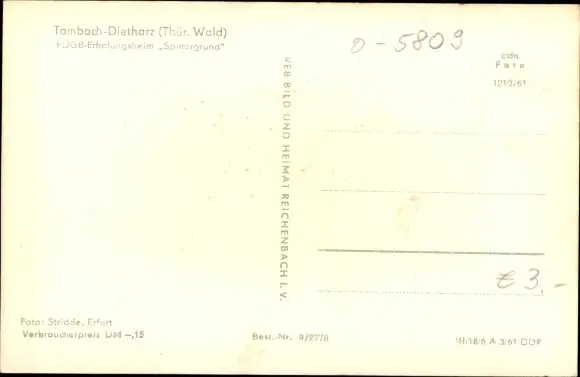 Tambach-Dietharz (Thür. Wald)
FDGB-Erholungsheim „Spittergrund"
0-5809
Foto
1210/61
VEB BILD UND HEIMAT REICHENBACH I. V.
€ 3,-
Foto: Stridde, Erfurt
Verbraucherpreis DM -,15
Best.-Nr. 9/2778
III/18/6 A 3/61 DDR